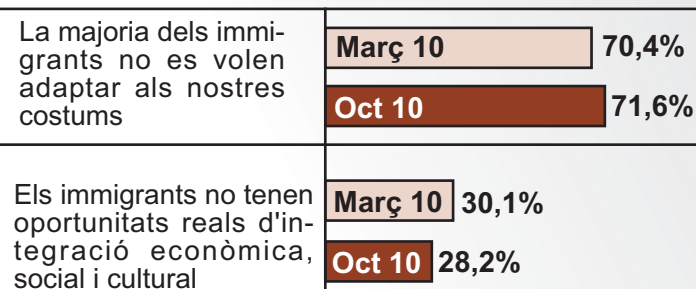 La majoria dels immi-
grants no es volen
adaptar als nostres
costums
Març 10 70,4%
Oct 10 71,6%
Els immigrants no tenen
oportunitats reals d'in-
tegració econòmica,
social i cultural
Març 10 30,1%
Oct 10 28,2%